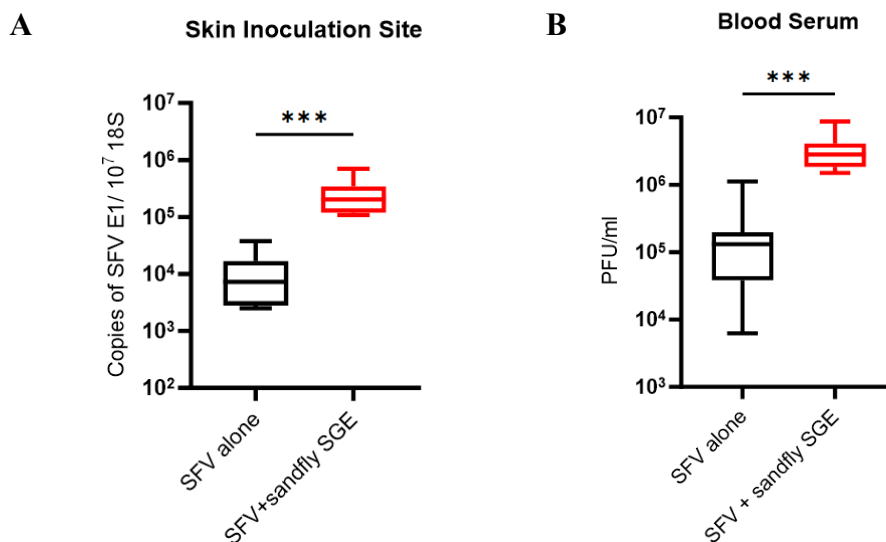 A
Skin Inoculation Site
Copies of SFV E1/ 10⁷ 18S
10⁷
10⁶
10⁵
10⁴
10³
10²
***
SFV alone
SFV+sandfly SGE
B
Blood Serum
PFU/ml
10⁷
10⁶
10⁵
10⁴
10³
***
SFV alone
SFV + sandfly SGE